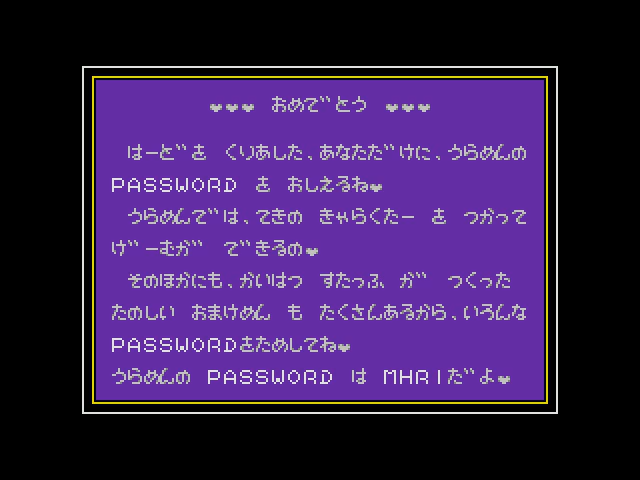 ♥♥♥ おめでとう ♥♥♥
はーどを くりあした、あなただけに、うらめんの
PASSWORD を おしえるね♥
うらめんでは、てきの きゃらくたー を つかって
げーむが できるの♥
そのほかにも、かいはつ すたっふ が つくった
たのしい おまけめん も たくさんあるから、いろんな
PASSWORDをためしてね♥
うらめんの PASSWORD は MHRIだよ♥